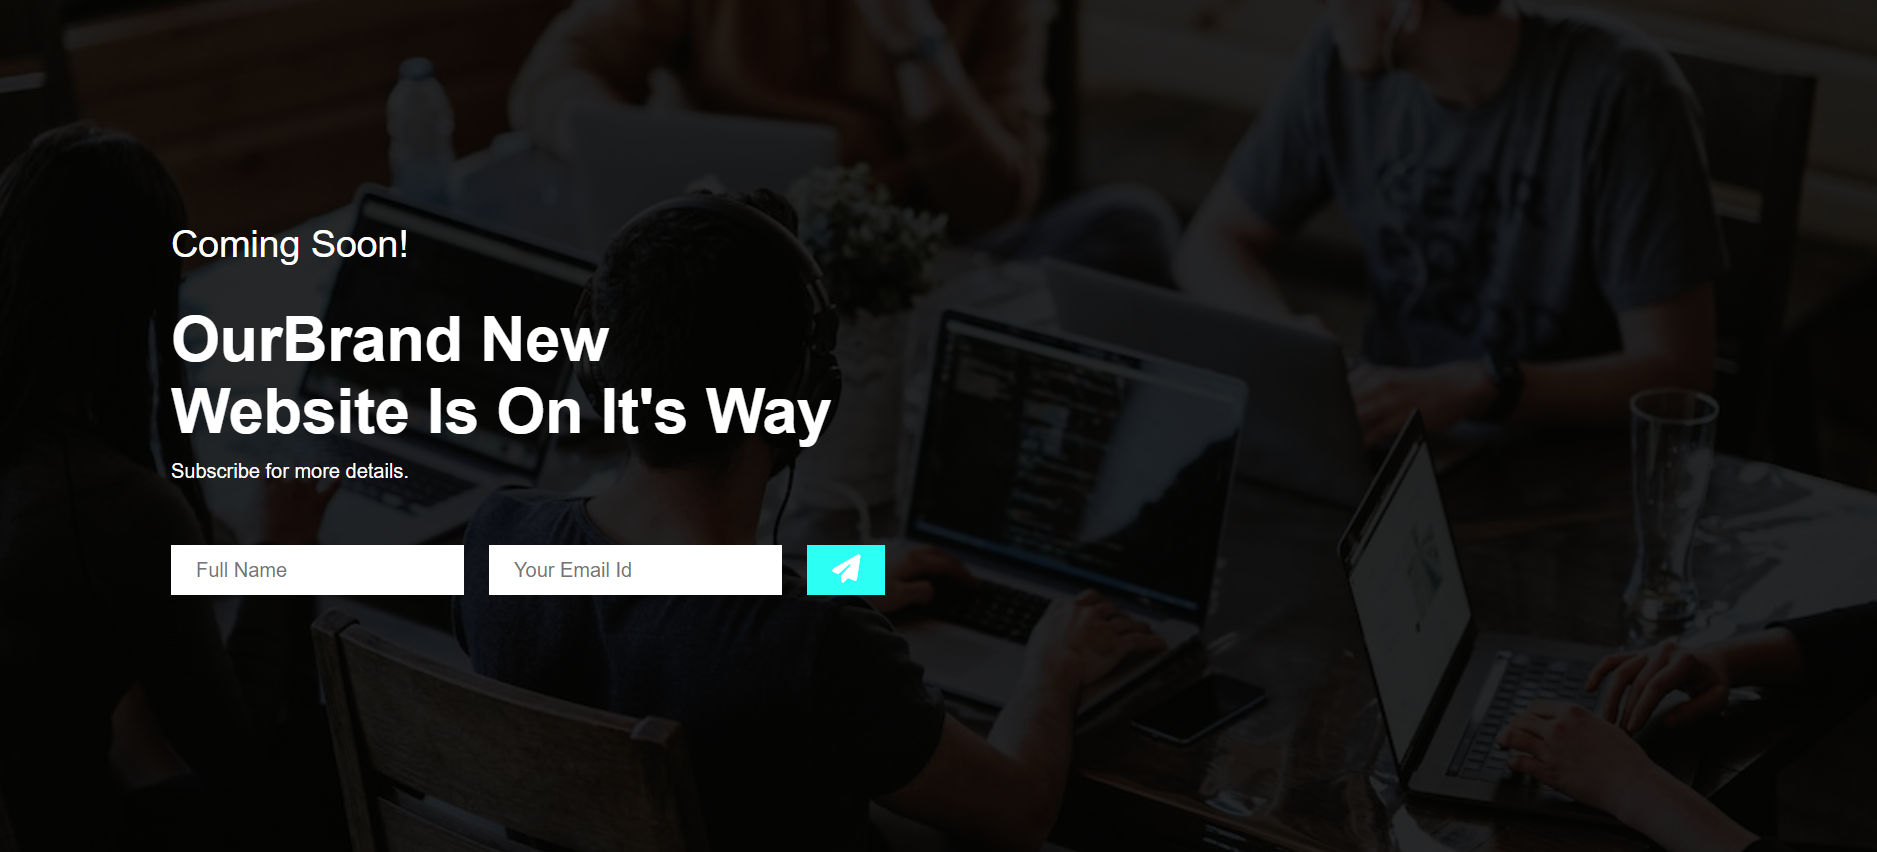 Coming Soon!
OurBrand New
Website Is On It's Way
Subscribe for more details.
Full Name
Your Email Id